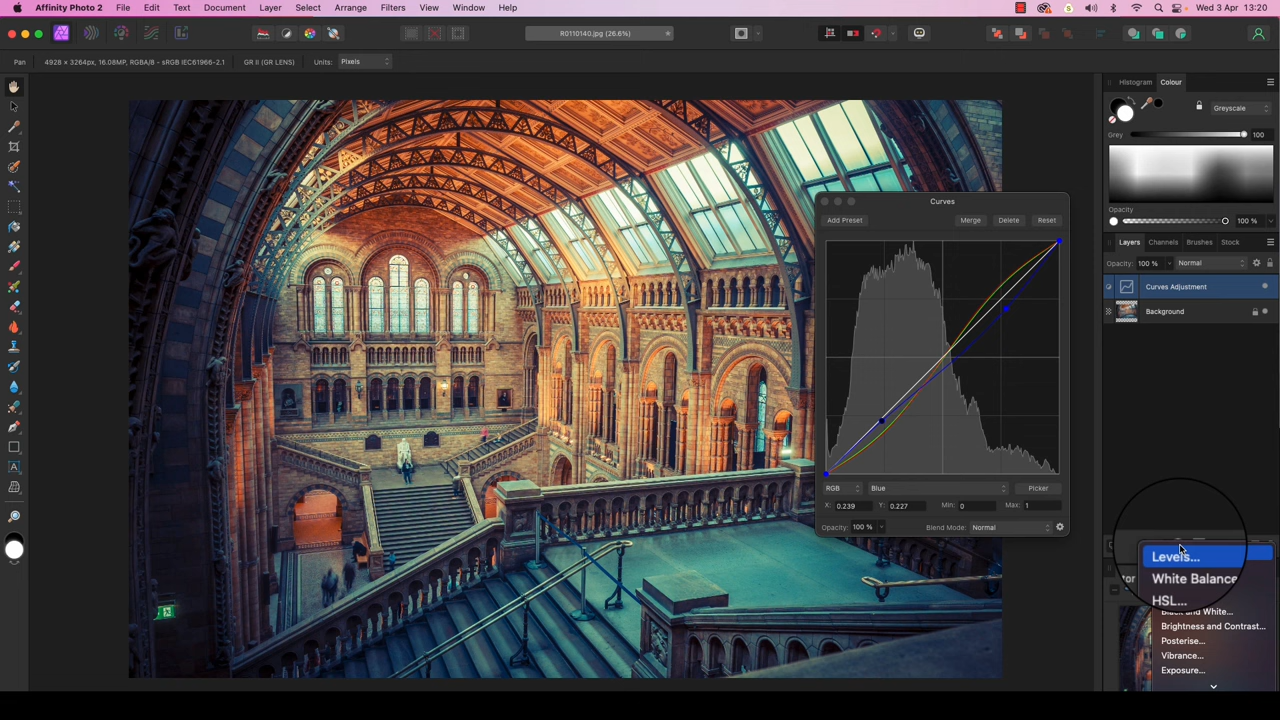 Affinity Photo 2 File Edit Text Document Layer Select Arrange Filters View Window Help Wed 3 Apr 13:20
R0110140.jpg (26.6%)
Pan 4928 × 3264px, 16.08MP, RGBA/8 - sRGB IEC61966-2.1 GR II (GR LENS) Units: Pixels
Histogram Colour
Greyscale
Grey 100
Opacity
100 %
Layers Channels Brushes Stock
Opacity: 100 % Normal
Curves Adjustment
Background
Curves
Add Preset Merge Delete Reset
RGB Blue Picker
X: 0.239 Y: 0.227 Min: 0 Max: 1
Opacity: 100 % Blend Mode: Normal
Levels...
White Balance
HSL...
Black and White...
Brightness and Contrast...
Posterise...
Vibrance...
Exposure...